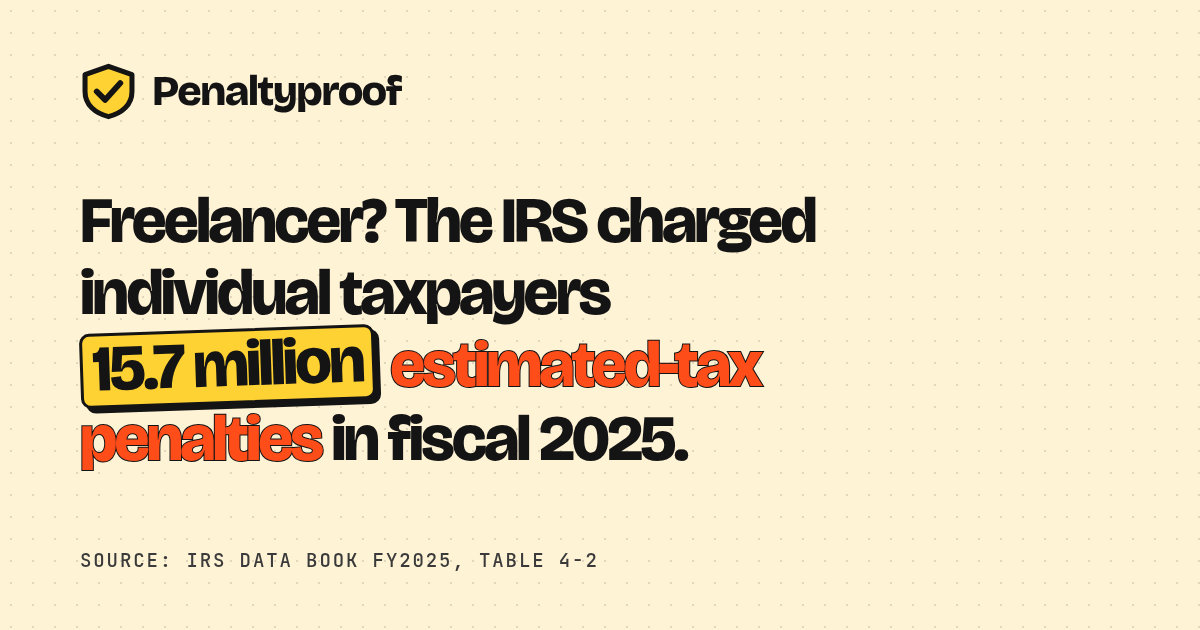 Penaltyproof
Freelancer? The IRS charged
individual taxpayers
15.7 million estimated-tax
penalties in fiscal 2025.
SOURCE: IRS DATA BOOK FY2025, TABLE 4-2